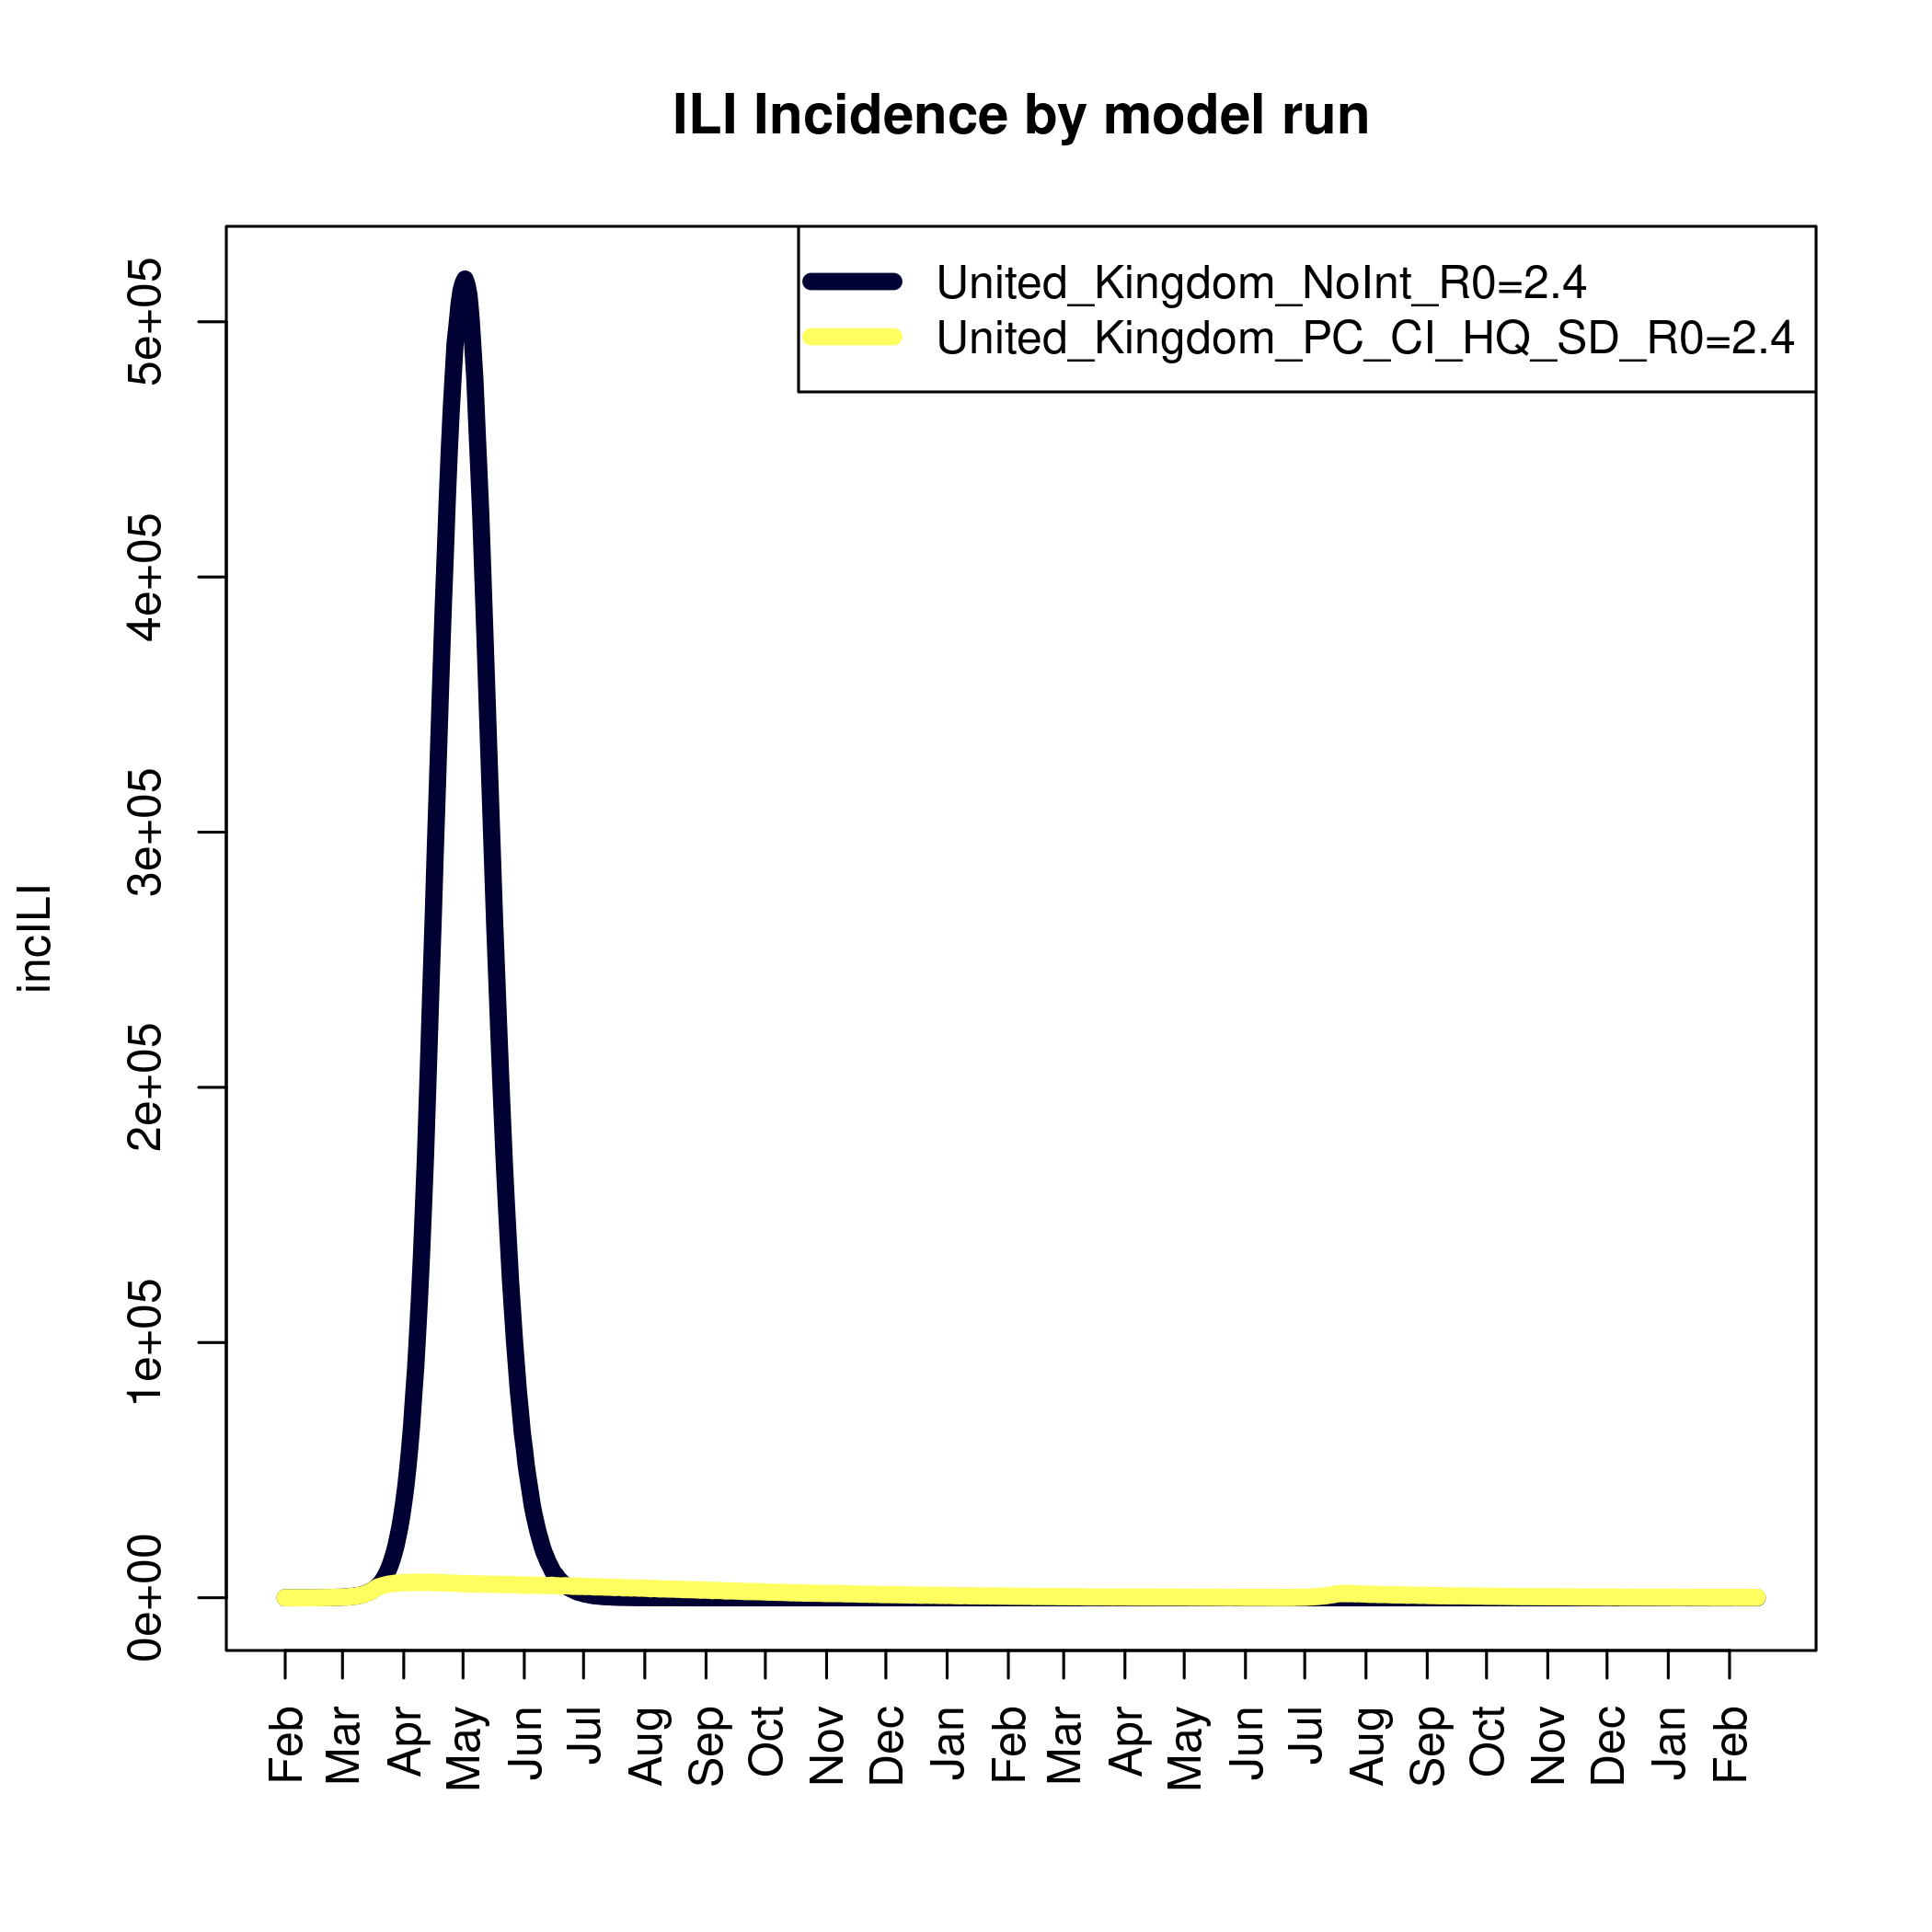 ILI Incidence by model run
United_Kingdom_NoInt_R0=2.4
United_Kingdom_PC_CI_HQ_SD_R0=2.4
5e+05
4e+05
3e+05
2e+05
1e+05
0e+00
incILI
Feb
Mar
Apr
May
Jun
Jul
Aug
Sep
Oct
Nov
Dec
Jan
Feb
Mar
Apr
May
Jun
Jul
Aug
Sep
Oct
Nov
Dec
Jan
Feb